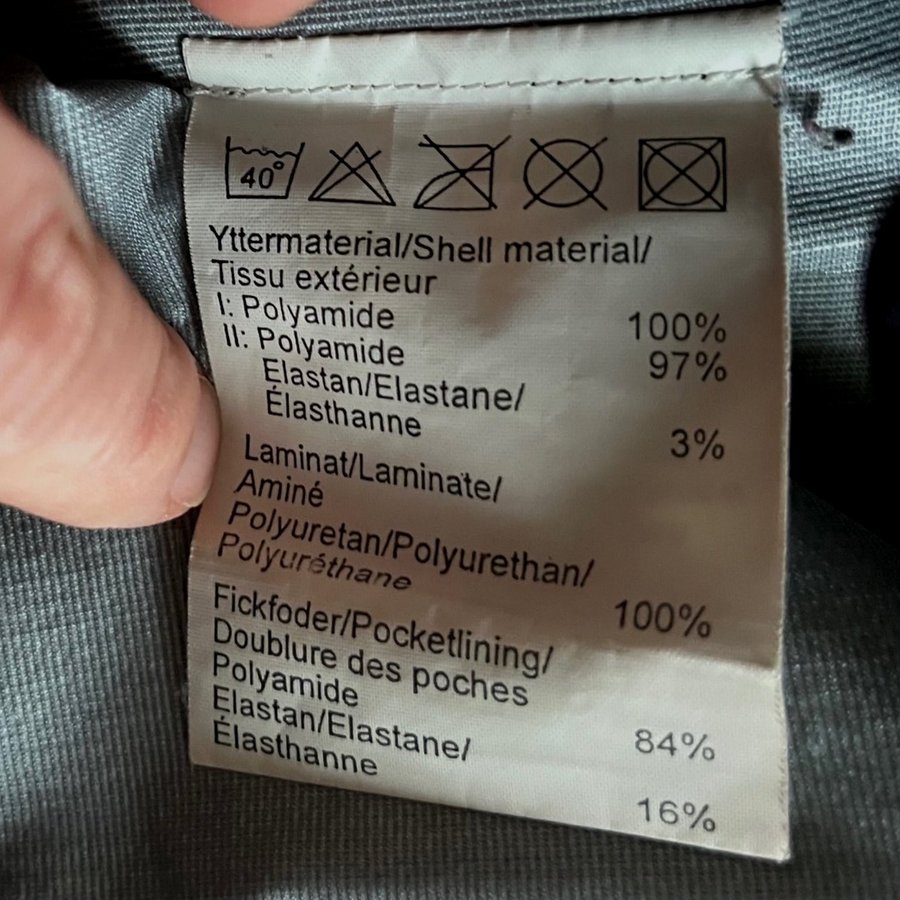 40°
Yttermaterial/Shell material/
Tissu extérieur
I: Polyamide 100%
II: Polyamide 97%
Elastan/Elastane/
Élasthanne 3%
Laminat/Laminate/
Aminé
Polyuretan/Polyurethan/
Polyuréthane 100%
Fickfoder/Pocketlining/
Doublure des poches
Polyamide 84%
Elastan/Elastane/
Élasthanne 16%